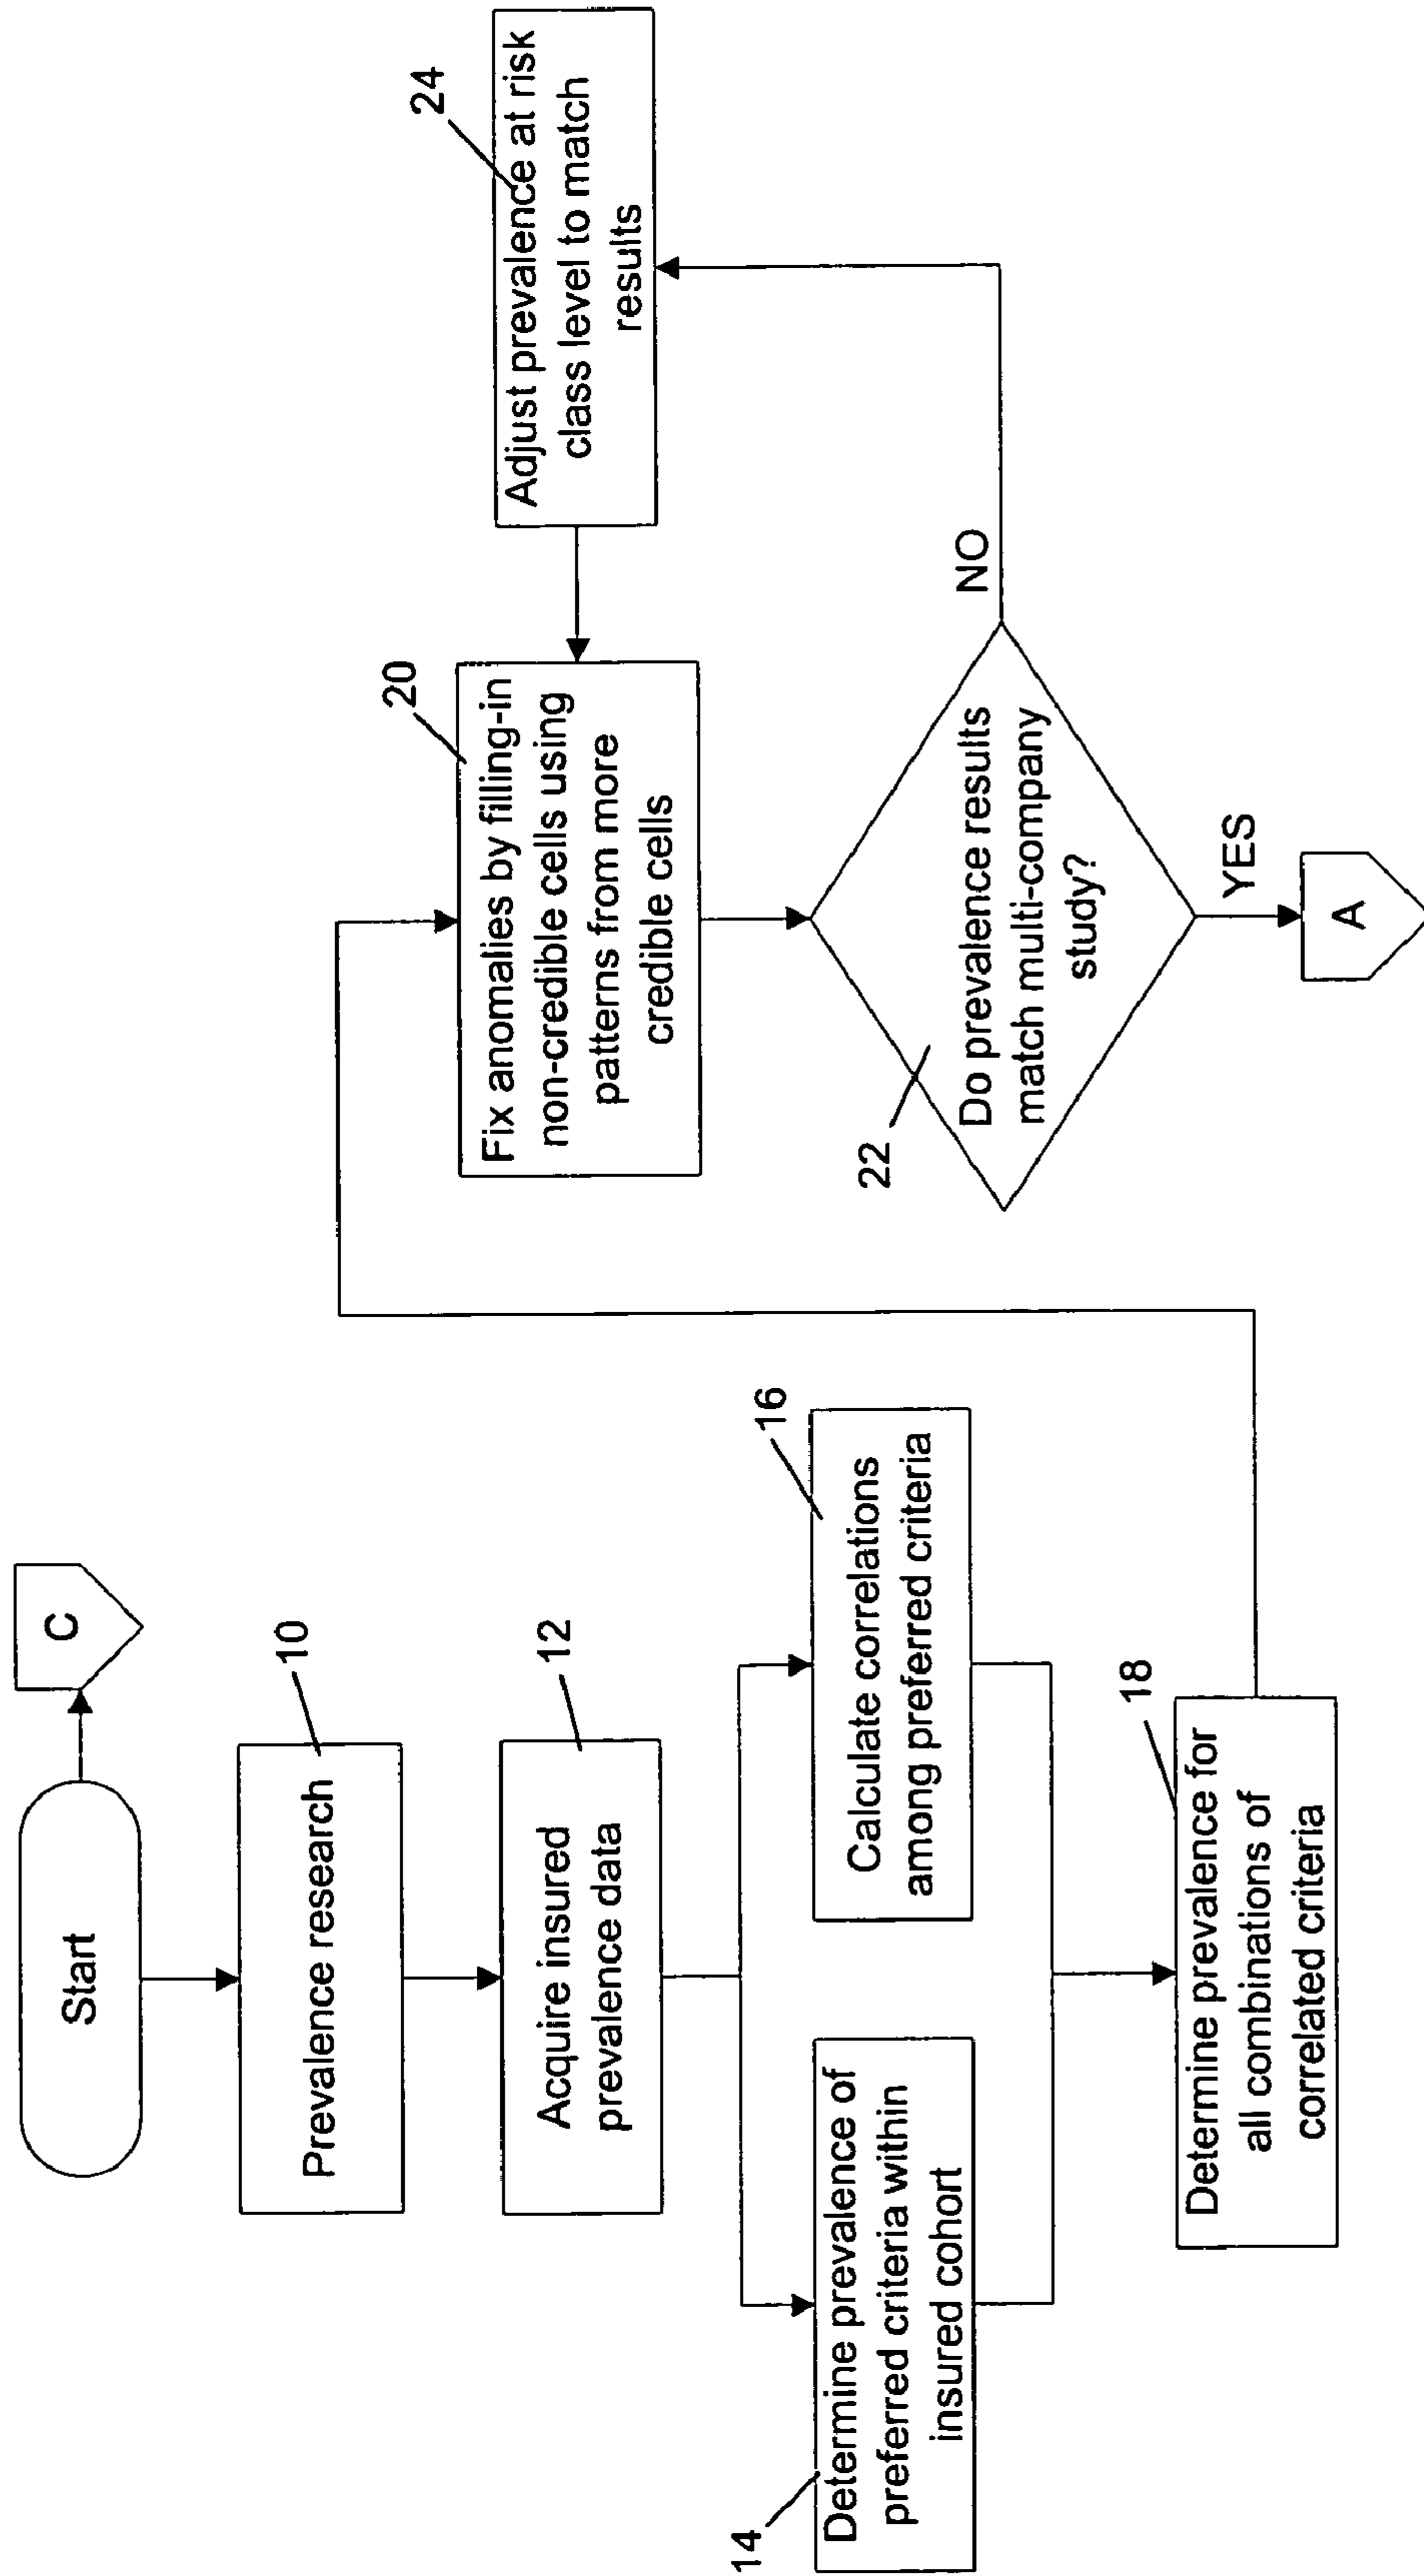 Start
C
Prevalence research
10
Acquire insured
prevalence data
12
14
Determine prevalence of
preferred criteria within
insured cohort
Calculate correlations
among preferred criteria
16
Determine prevalence for
all combinations of
correlated criteria
18
Fix anomalies by filling-in
non-credible cells using
patterns from more
credible cells
20
22
Do prevalence results
match multi-company
study?
NO
YES
A
Adjust prevalence at risk
class level to match
results
24